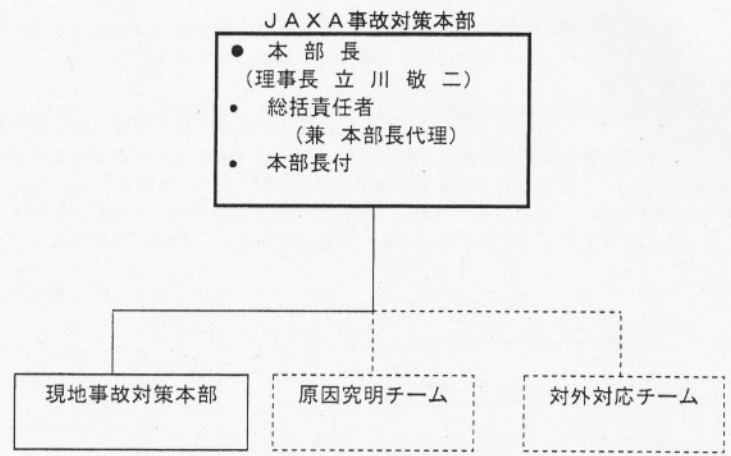 JAXA事故対策本部
● 本部長
(理事長 立川敬二)
• 総括責任者
(兼 本部長代理)
• 本部長付
現地事故対策本部
原因究明チーム
対外対応チーム